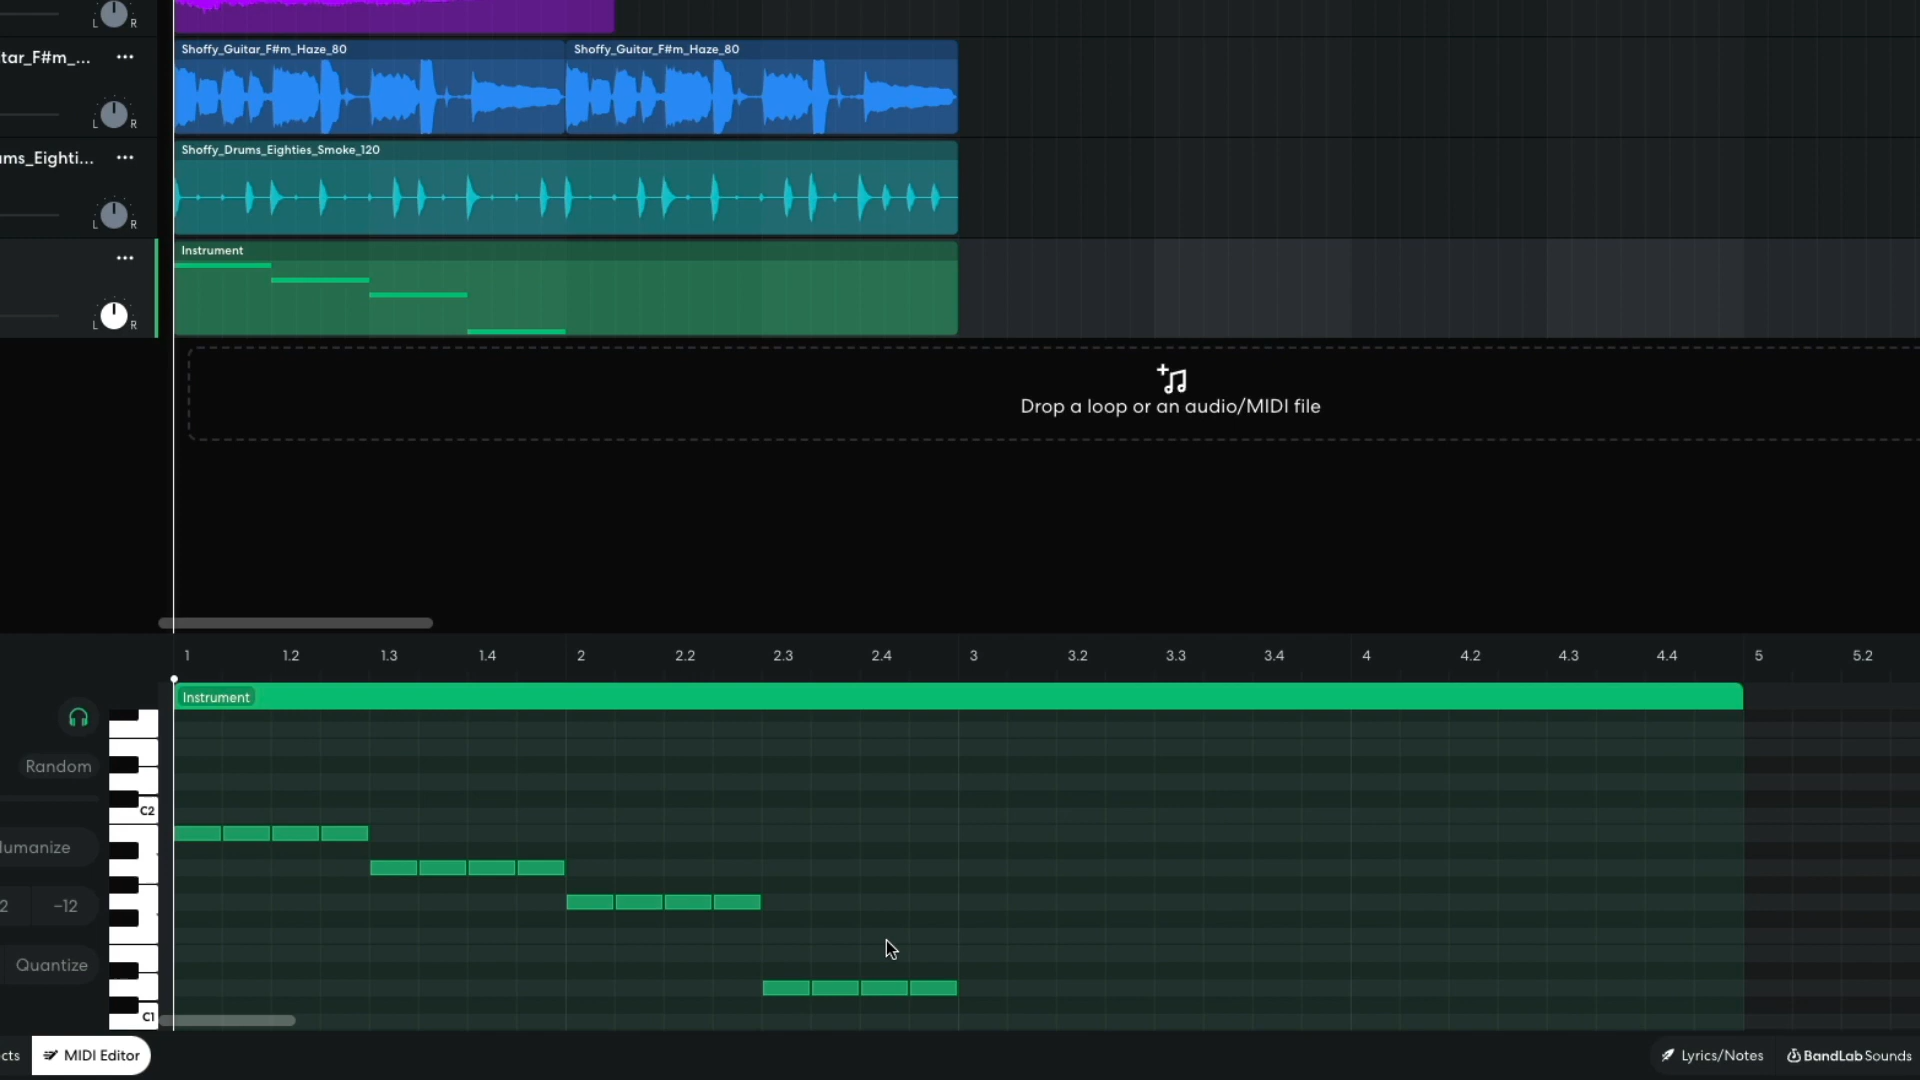 L R
tar_F#m_... ...
Shoffy_Guitar_F#m_Haze_80 Shoffy_Guitar_F#m_Haze_80
L R
ums_Eighti... ...
Shoffy_Drums_Eighties_Smoke_120
L R
...
Instrument
L R
Drop a loop or an audio/MIDI file
1 1.2 1.3 1.4 2 2.2 2.3 2.4 3 3.2 3.3 3.4 4 4.2 4.3 4.4 5 5.2
Instrument
Random
C2
Humanize
2 -12
Quantize
C1
cts MIDI Editor Lyrics/Notes BandLab Sounds